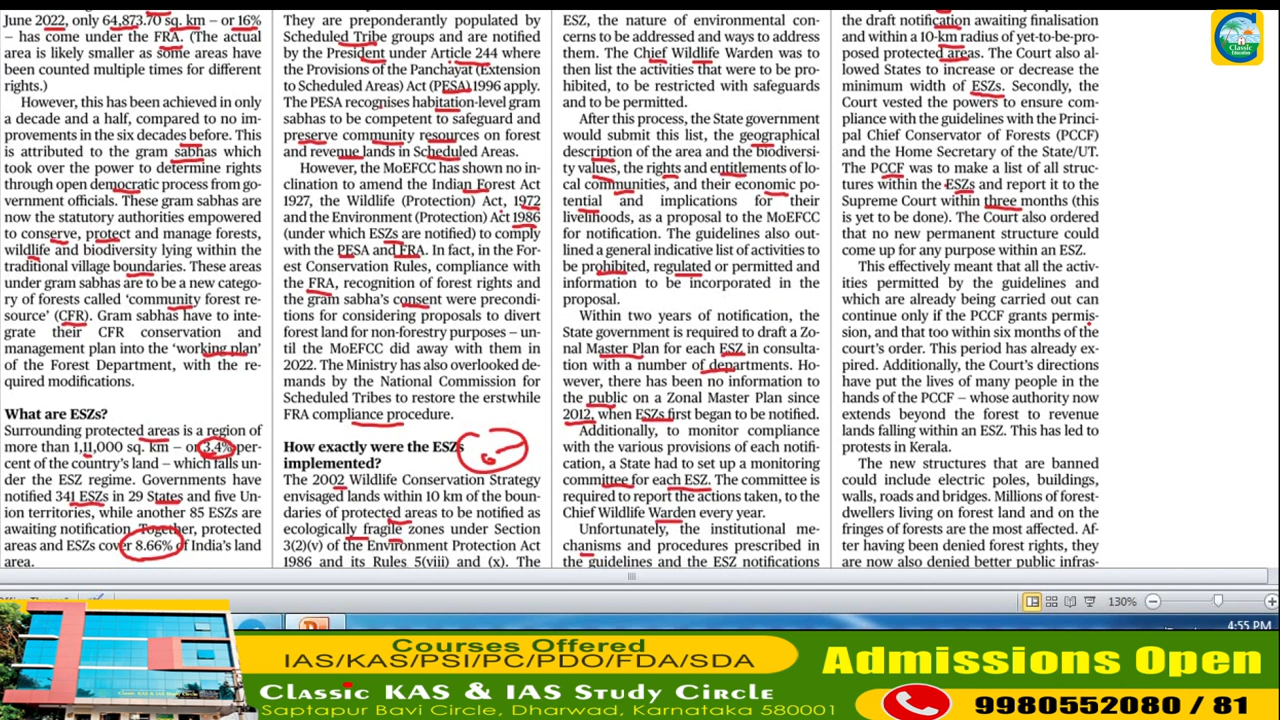 June 2022, only 64,873.70 sq. km – or 16%
– has come under the FRA. (The actual
area is likely smaller as some areas have
been counted multiple times for different
rights.)
However, this has been achieved in only
a decade and a half, compared to no im-
provements in the six decades before. This
is attributed to the gram sabhas which
took over the power to determine rights
through open democratic process from go-
vernment officials. These gram sabhas are
now the statutory authorities empowered
to conserve, protect and manage forests,
wildlife and biodiversity lying within the
traditional village boundaries. These areas
under gram sabhas are to be a new catego-
ry of forests called ‘community forest re-
source’ (CFR). Gram sabhas have to inte-
grate their CFR conservation and
management plan into the ‘working plan’
of the Forest Department, with the re-
quired modifications.
What are ESZs?
Surrounding protected areas is a region of
more than 1,11,000 sq. km – or 3.4% per-
cent of the country’s land – which falls un-
der the ESZ regime. Governments have
notified 341 ESZs in 29 States and five Un-
ion territories, while another 85 ESZs are
awaiting notification. Together, protected
areas and ESZs cover 8.66% of India’s land
area.
They are preponderantly populated by
Scheduled Tribe groups and are notified
by the President under Article 244 where
the Provisions of the Panchayat (Extension
to Scheduled Areas) Act (PESA) 1996 apply.
The PESA recognises habitation-level gram
sabhas to be competent to safeguard and
preserve community resources on forest
and revenue lands in Scheduled Areas.
However, the MoEFCC has shown no in-
clination to amend the Indian Forest Act
1927, the Wildlife (Protection) Act, 1972
and the Environment (Protection) Act 1986
(under which ESZs are notified) to comply
with the PESA and FRA. In fact, in the For-
est Conservation Rules, compliance with
the FRA, recognition of forest rights and
the gram sabha’s consent were precondi-
tions for considering proposals to divert
forest land for non-forestry purposes – un-
til the MoEFCC did away with them in
2022. The Ministry has also overlooked de-
mands by the National Commission for
Scheduled Tribes to restore the erstwhile
FRA compliance procedure.
How exactly were the ESZs
implemented?
The 2002 Wildlife Conservation Strategy
envisaged lands within 10 km of the boun-
daries of protected areas to be notified as
ecologically fragile zones under Section
3(2)(v) of the Environment Protection Act
1986 and its Rules 5(viii) and (x). The
ESZ, the nature of environmental con-
cerns to be addressed and ways to address
them. The Chief Wildlife Warden was to
then list the activities that were to be pro-
hibited, to be restricted with safeguards
and to be permitted.
After this process, the State government
would submit this list, the geographical
description of the area and the biodiversi-
ty values, the rights and entitlements of lo-
cal communities, and their economic po-
tential and implications for their
livelihoods, as a proposal to the MoEFCC
for notification. The guidelines also out-
lined a general indicative list of activities to
be prohibited, regulated or permitted and
information to be incorporated in the
proposal.
Within two years of notification, the
State government is required to draft a Zo-
nal Master Plan for each ESZ in consulta-
tion with a number of departments. Ho-
wever, there has been no information to
the public on a Zonal Master Plan since
2012, when ESZs first began to be notified.
Additionally, to monitor compliance
with the various provisions of each notifi-
cation, a State had to set up a monitoring
committee for each ESZ. The committee is
required to report the actions taken, to the
Chief Wildlife Warden every year.
Unfortunately, the institutional me-
chanisms and procedures prescribed in
the guidelines and the ESZ notifications
the draft notification awaiting finalisation
and within a 10-km radius of yet-to-be-pro-
posed protected areas. The Court also al-
lowed States to increase or decrease the
minimum width of ESZs. Secondly, the
Court vested the powers to ensure com-
pliance with the guidelines with the Princi-
pal Chief Conservator of Forests (PCCF)
and the Home Secretary of the State/UT.
The PCCF was to make a list of all struc-
tures within the ESZs and report it to the
Supreme Court within three months (this
is yet to be done). The Court also ordered
that no new permanent structure could
come up for any purpose within an ESZ.
This effectively meant that all the activ-
ities permitted by the guidelines and
which are already being carried out can
continue only if the PCCF grants permis-
sion, and that too within six months of the
court’s order. This period has already ex-
pired. Additionally, the Court’s directions
have put the lives of many people in the
hands of the PCCF – whose authority now
extends beyond the forest to revenue
lands falling within an ESZ. This has led to
protests in Kerala.
The new structures that are banned
could include electric poles, buildings,
walls, roads and bridges. Millions of forest-
dwellers living on forest land and on the
fringes of forests are the most affected. Af-
ter having been denied forest rights, they
are now also denied better public infras-
Classic
Education
130%
4:55 PM
Courses Offered
IAS/KAS/PSI/PC/PDO/FDA/SDA
Classic KAS & IAS Study Circle
Saptapur Bavi Circle, Dharwad, Karnataka 580001
Admissions Open
9980552080 / 81